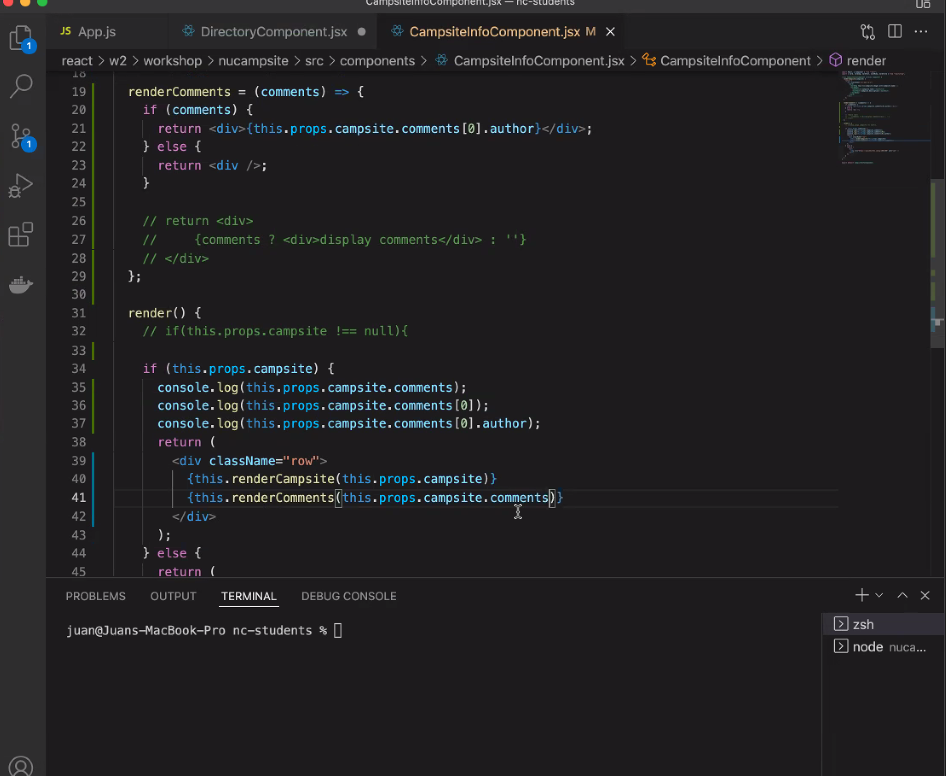 CampsiteInfoComponent.jsx — nc-students
JS App.js DirectoryComponent.jsx CampsiteInfoComponent.jsx M
react > w2 > workshop > nucampsite > src > components > CampsiteInfoComponent.jsx > CampsiteInfoComponent > render
18
19 renderComments = (comments) => {
20 if (comments) {
21 return <div>{this.props.campsite.comments[0].author}</div>;
22 } else {
23 return <div />;
24 }
25
26 // return <div>
27 //     {comments ? <div>display comments</div> : ''}
28 // </div>
29 };
30
31 render() {
32 // if(this.props.campsite !== null){
33
34 if (this.props.campsite) {
35 console.log(this.props.campsite.comments);
36 console.log(this.props.campsite.comments[0]);
37 console.log(this.props.campsite.comments[0].author);
38 return (
39 <div className="row">
40 {this.renderCampsite(this.props.campsite)}
41 {this.renderComments(this.props.campsite.comments)}
42 </div>
43 );
44 } else {
45 return (
1
1
PROBLEMS OUTPUT TERMINAL DEBUG CONSOLE
juan@Juans-MacBook-Pro nc-students %
zsh
node nuca...